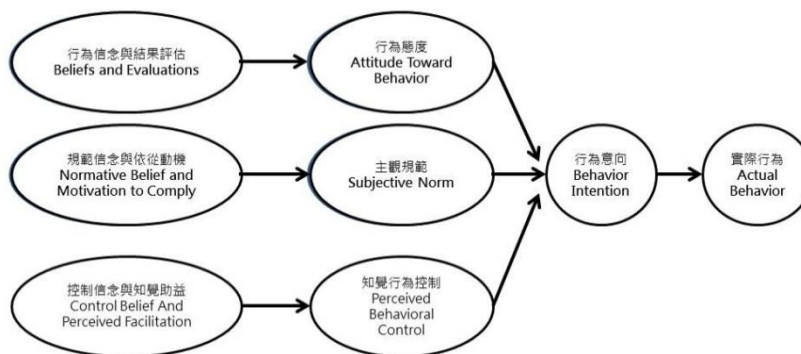 行為信念與結果評估
Beliefs and Evaluations
行為態度
Attitude Toward
Behavior
規範信念與依從動機
Normative Belief and
Motivation to Comply
主觀規範
Subjective Norm
行為意向
Behavior
Intention
實際行為
Actual
Behavior
控制信念與知覺助益
Control Belief And
Perceived Facilitation
知覺行為控制
Perceived
Behavioral
Control